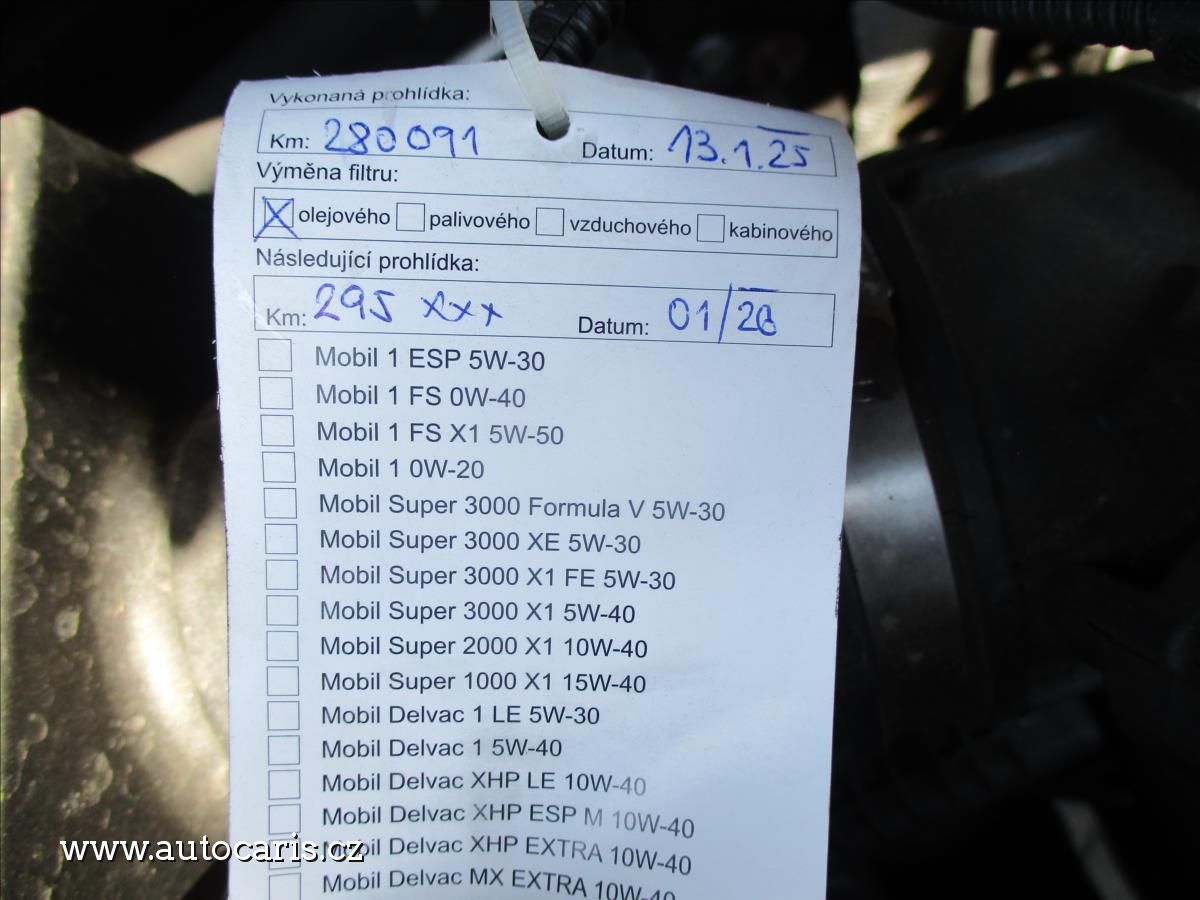 Vykonaná prohlídka:
Km: 280091 Datum: 13.1.25
Výměna filtru:
olejového palivového vzduchového kabinového
Následující prohlídka:
Km: 295 xxx Datum: 01/26
Mobil 1 ESP 5W-30
Mobil 1 FS 0W-40
Mobil 1 FS X1 5W-50
Mobil 1 0W-20
Mobil Super 3000 Formula V 5W-30
Mobil Super 3000 XE 5W-30
Mobil Super 3000 X1 FE 5W-30
Mobil Super 3000 X1 5W-40
Mobil Super 2000 X1 10W-40
Mobil Super 1000 X1 15W-40
Mobil Delvac 1 LE 5W-30
Mobil Delvac 1 5W-40
Mobil Delvac XHP LE 10W-40
Mobil Delvac XHP ESP M 10W-40
Mobil Delvac XHP EXTRA 10W-40
Mobil Delvac MX EXTRA 10W-40
www.autocaris.cz